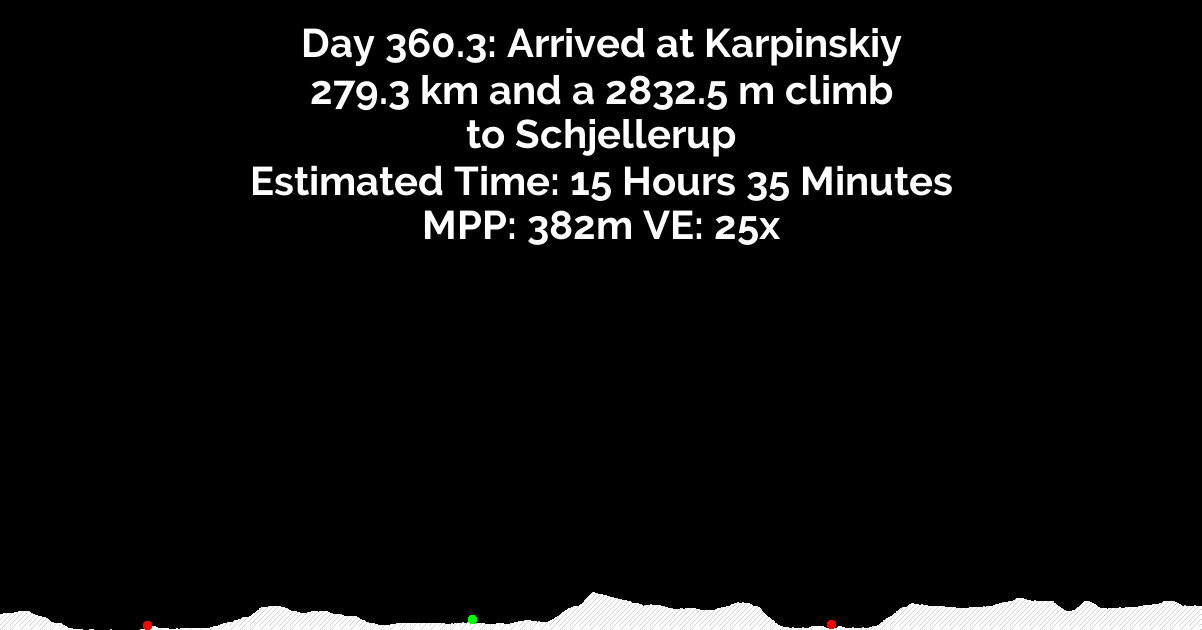 Day 360.3: Arrived at Karpinskiy
279.3 km and a 2832.5 m climb
to Schjellerup
Estimated Time: 15 Hours 35 Minutes
MPP: 382m VE: 25x